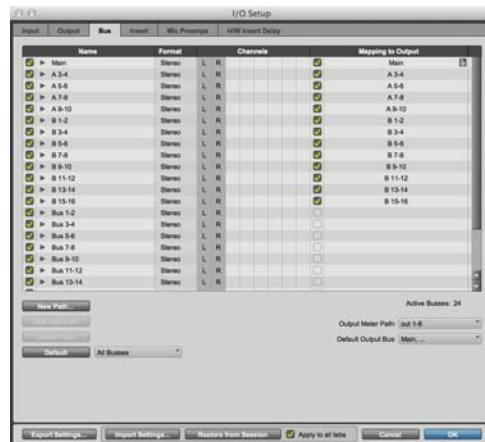 I/O Setup
Input Output Bus Insert Mic Preamps H/W Insert Delay
Name Format Channels Mapping to Output
Main Stereo L R Main
A 3-4 Stereo L R A 3-4
A 5-6 Stereo L R A 5-6
A 7-8 Stereo L R A 7-8
A 9-10 Stereo L R A 9-10
B 1-2 Stereo L R B 1-2
B 3-4 Stereo L R B 3-4
B 5-6 Stereo L R B 5-6
B 7-8 Stereo L R B 7-8
B 9-10 Stereo L R B 9-10
B 11-12 Stereo L R B 11-12
B 13-14 Stereo L R B 13-14
B 15-16 Stereo L R B 15-16
Bus 1-2 Stereo L R
Bus 3-4 Stereo L R
Bus 5-6 Stereo L R
Bus 7-8 Stereo L R
Bus 9-10 Stereo L R
Bus 11-12 Stereo L R
Bus 13-14 Stereo L R
New Path... Active Busses: 24
Output Meter Path: out 1-8
Default Output Bus: Main, ...
Default All Busses
Export Settings... Import Settings... Restore from Session Apply to all tabs Cancel OK